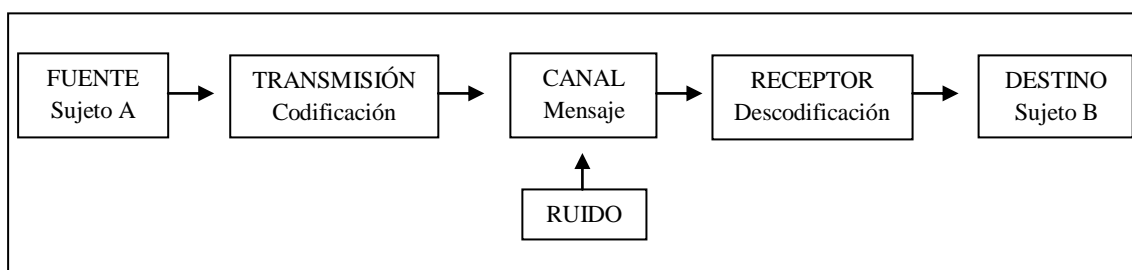 FUENTE
Sujeto A
TRANSMISIÓN
Codificación
CANAL
Mensaje
RECEPTOR
Descodificación
DESTINO
Sujeto B
RUIDO